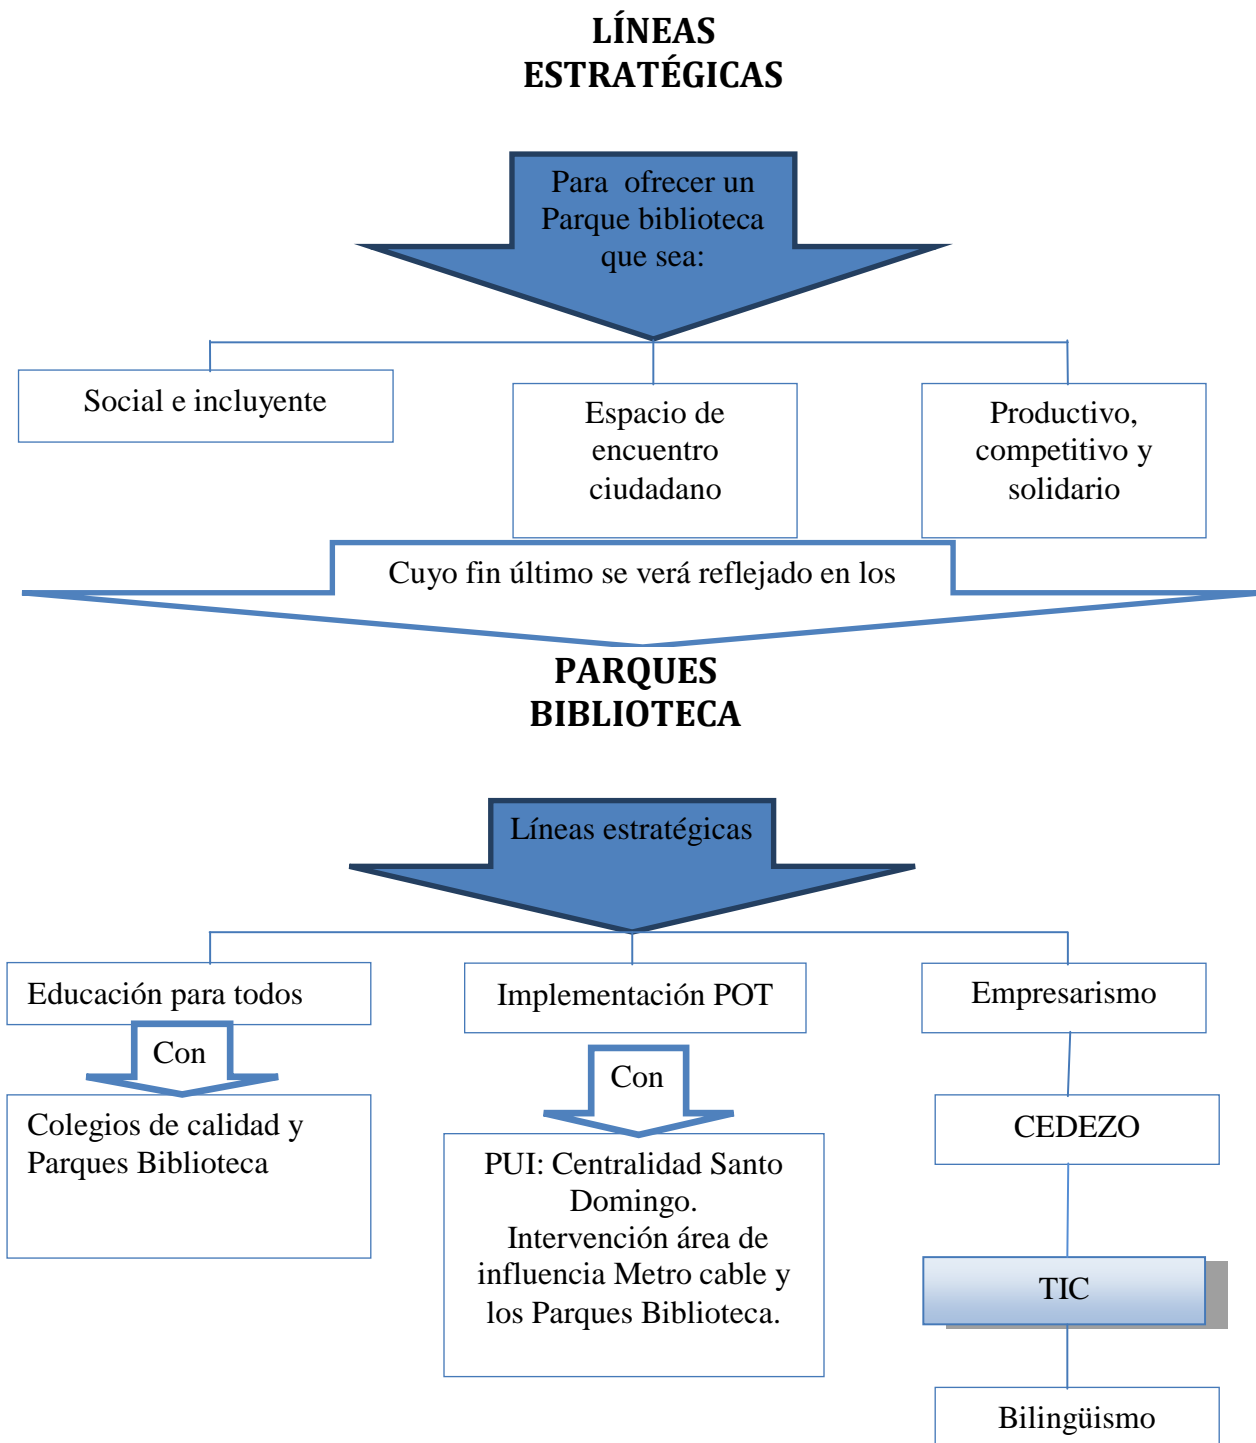 LÍNEAS
ESTRATÉGICAS
Para ofrecer un
Parque biblioteca
que sea:
Social e incluyente
Espacio de
encuentro
ciudadano
Productivo,
competitivo y
solidario
Cuyo fin último se verá reflejado en los
PARQUES
BIBLIOTECA
Líneas estratégicas
Educación para todos
Con
Colegios de calidad y
Parques Biblioteca
Implementación POT
Con
PUI: Centralidad Santo
Domingo.
Intervención área de
influencia Metro cable y
los Parques Biblioteca.
Empresarismo
CEDEZO
TIC
Bilingüismo